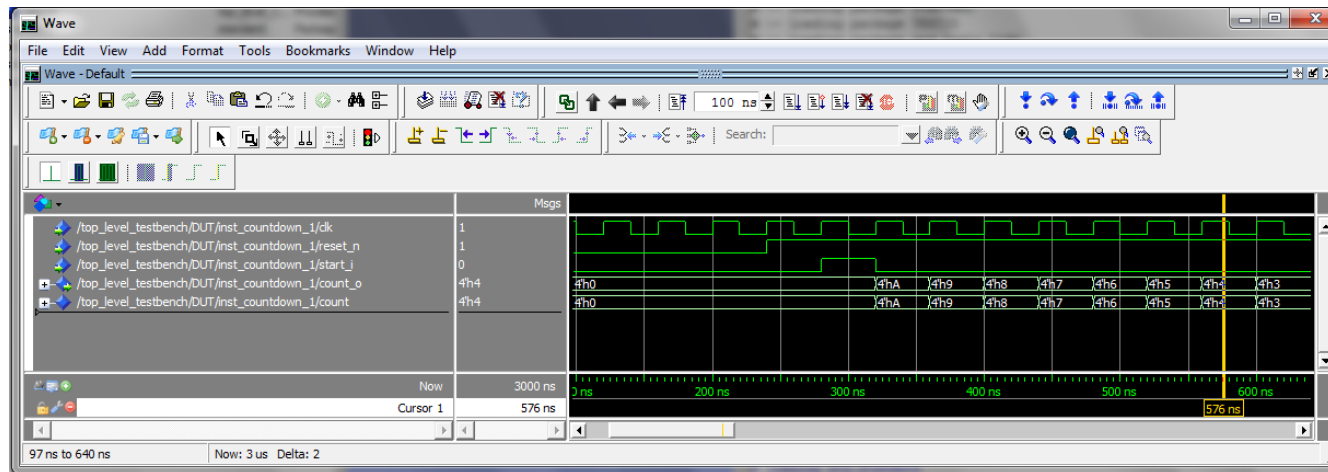 Wave
File Edit View Add Format Tools Bookmarks Window Help
Wave - Default
100 ns
Search:
Msgs
/top_level_testbench/DUT/inst_countdown_1/clk 1
/top_level_testbench/DUT/inst_countdown_1/reset_n 1
/top_level_testbench/DUT/inst_countdown_1/start_i 0
/top_level_testbench/DUT/inst_countdown_1/count_o 4'h4 4'h0 4'hA 4'h9 4'h8 4'h7 4'h6 4'h5 4'h4 4'h3
/top_level_testbench/DUT/inst_countdown_1/count 4'h4 4'h0 4'hA 4'h9 4'h8 4'h7 4'h6 4'h5 4'h4 4'h3
Now 3000 ns ns 200 ns 300 ns 400 ns 500 ns 600 ns
Cursor 1 576 ns 576 ns
97 ns to 640 ns Now: 3 us Delta: 2